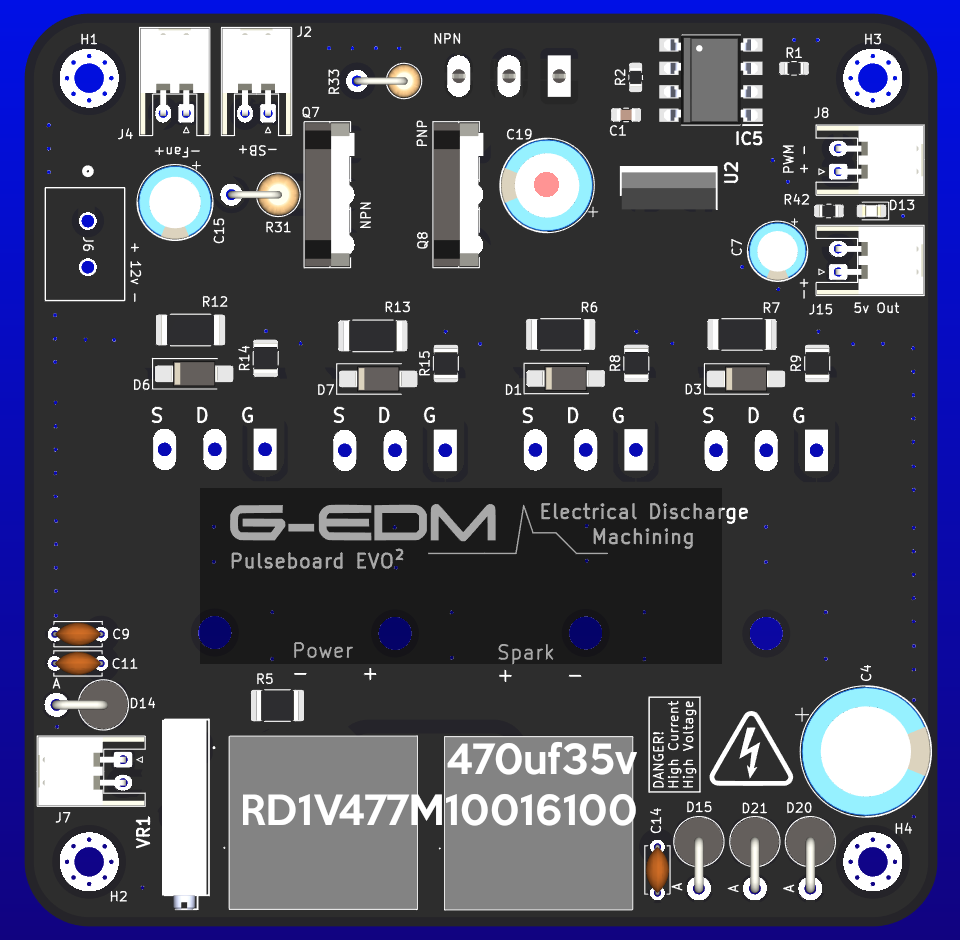 H1
J2
NPN
R33
R2
R1
H3
J4
Q7
PNP
C19
C1
IC5
J8
−Fan+
−SB+
U2
PWM − +
R42
D13
J6
+ 12v −
C15
R31
NPN
Q8
C7
−+
J15
5v Out
R12
R13
R6
R7
R14
R15
R8
R9
D6
D7
D1
D3
S D G
S D G
S D G
S D G
G-EDM
Electrical Discharge
Machining
Pulseboard EVO²
C9
C11
A
D14
Power
− +
Spark
+ −
R5
C4
+
DANGER!
High Current
High Voltage
470uf35v
RD1V477M10016100
J7
VR1
H2
C14
D15
D21
D20
H4
A
A
A